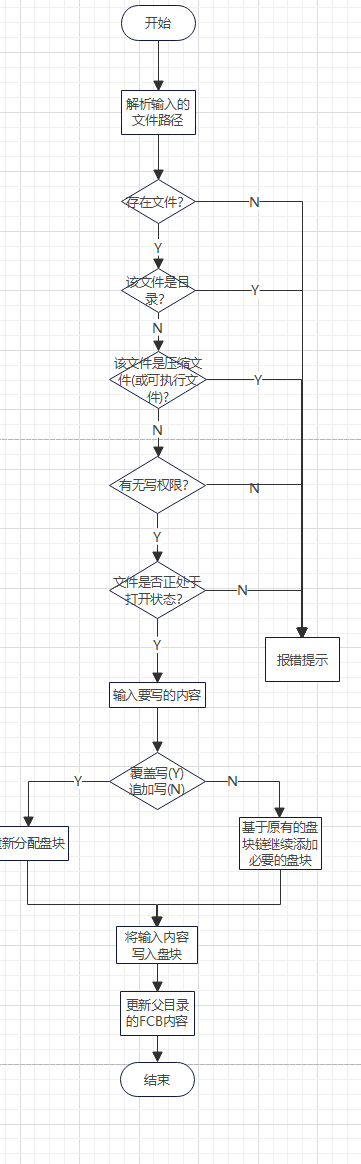 开始
解析输入的
文件路径
存在文件?
N
Y
该文件是目
录?
Y
N
该文件是压缩文
件(或可执行文
件)?
Y
N
有无写权限?
N
Y
文件是否正处于
打开状态?
N
Y
报错提示
输入要写的内容
覆盖写(Y)
追加写(N)
Y
N
新分配盘块
基于原有的盘
块链继续添加
必要的盘块
将输入内容
写入盘块
更新父目录
的FCB内容
结束